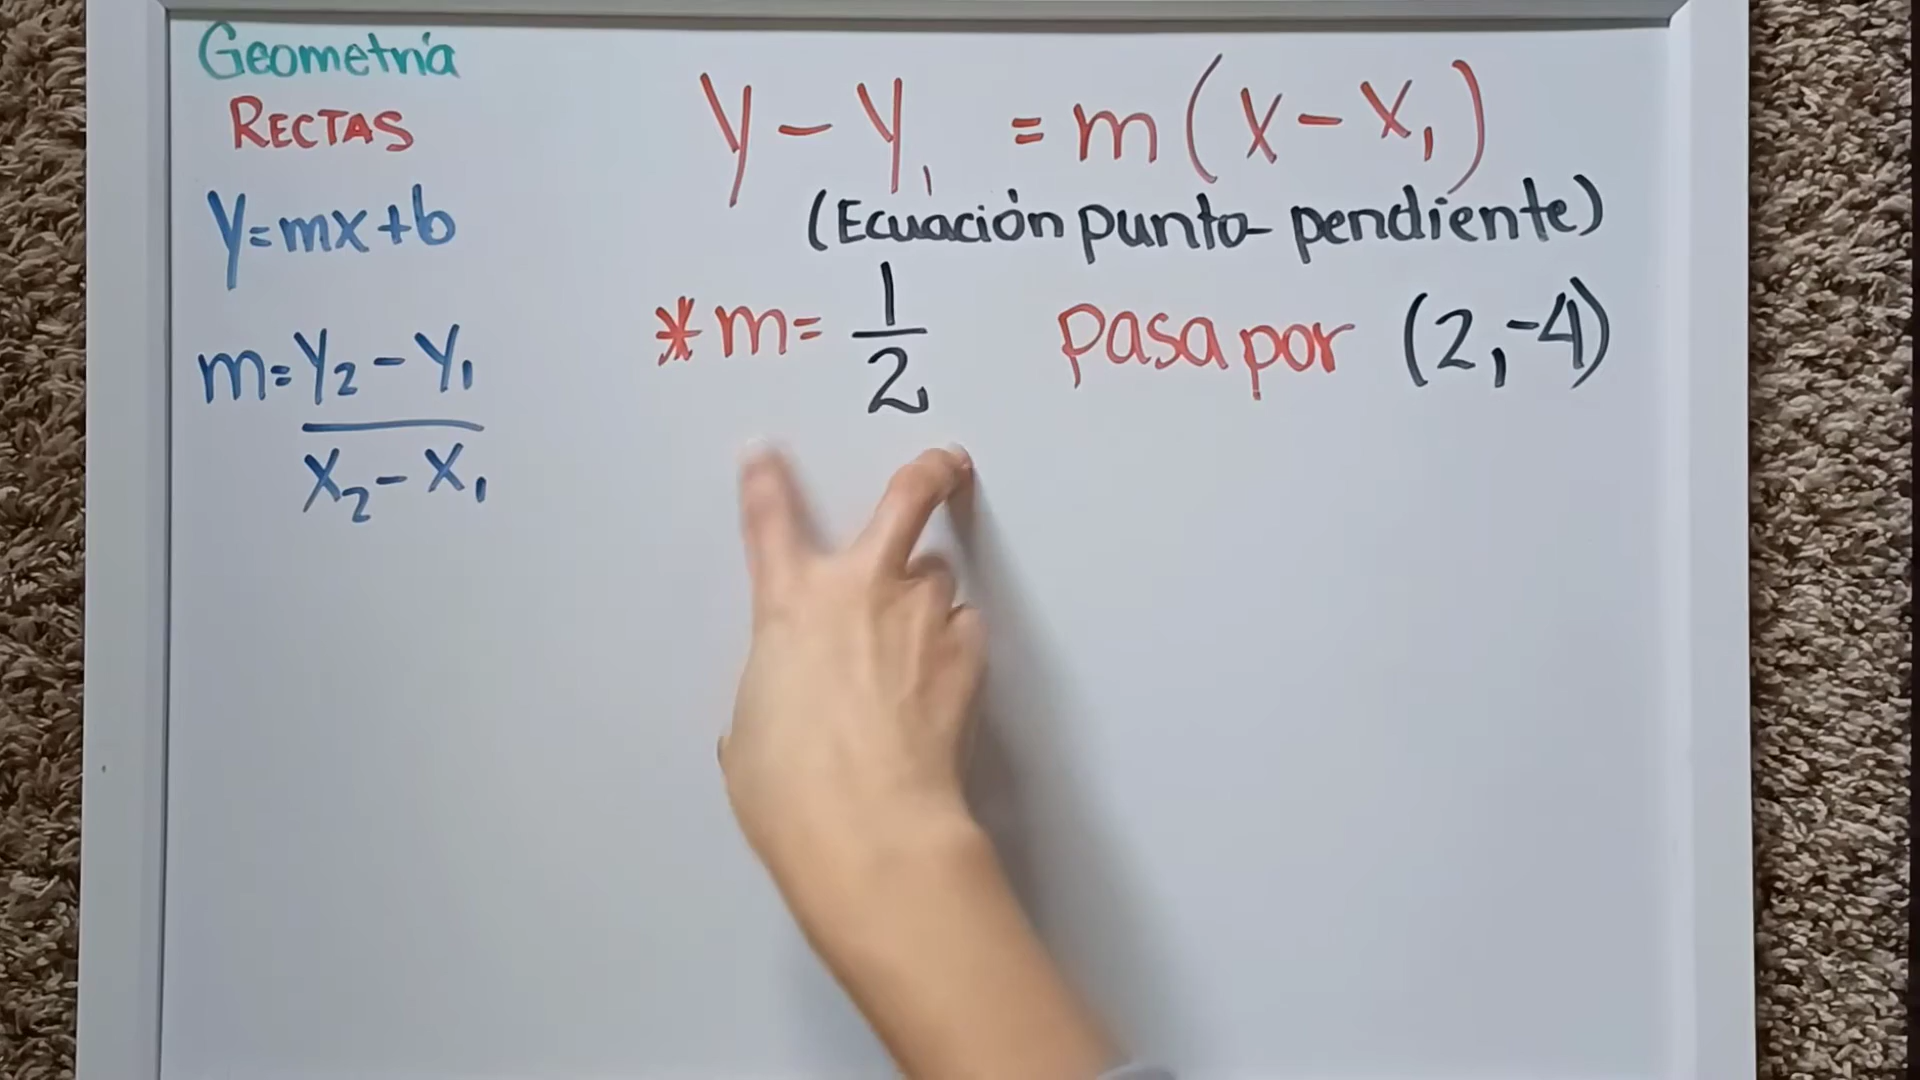 Geometría
RECTAS
y=mx+b
m=y₂-y₁
x₂-x₁
y-y₁ = m(x-x₁)
(Ecuación punto-pendiente)
*m= 1/2 pasa por (2,-4)